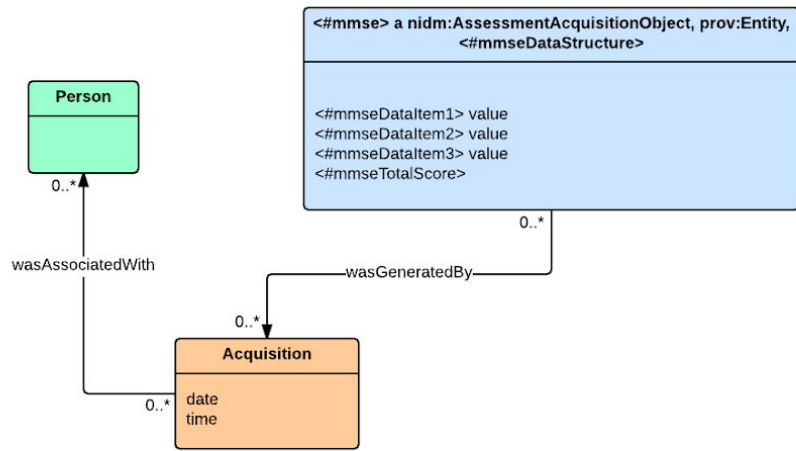 <#mmse> a nidm:AssessmentAcquisitionObject, prov:Entity,
<#mmseDataStructure>
<#mmseDataItem1> value
<#mmseDataItem2> value
<#mmseDataItem3> value
<#mmseTotalScore>
Person
0..*
0..*
wasAssociatedWith
wasGeneratedBy
0..*
Acquisition
0..*
date
time